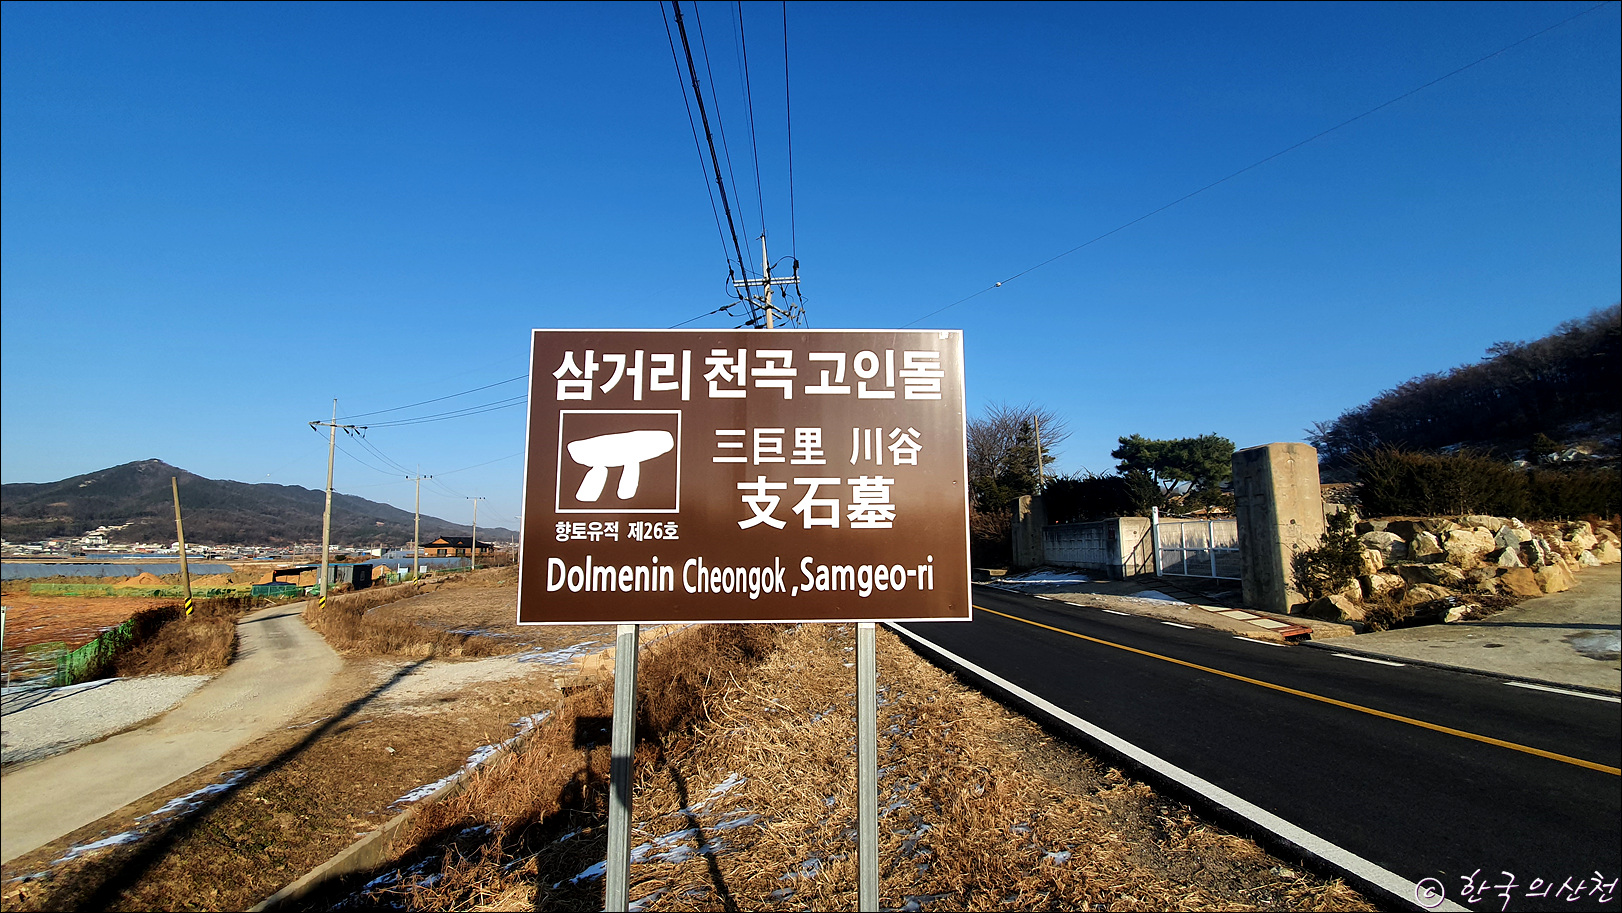 삼거리 천곡 고인돌
三巨里 川谷
支石墓
향토유적 제26호
Dolmenin Cheongok ,Samgeo-ri
© 한국의산천